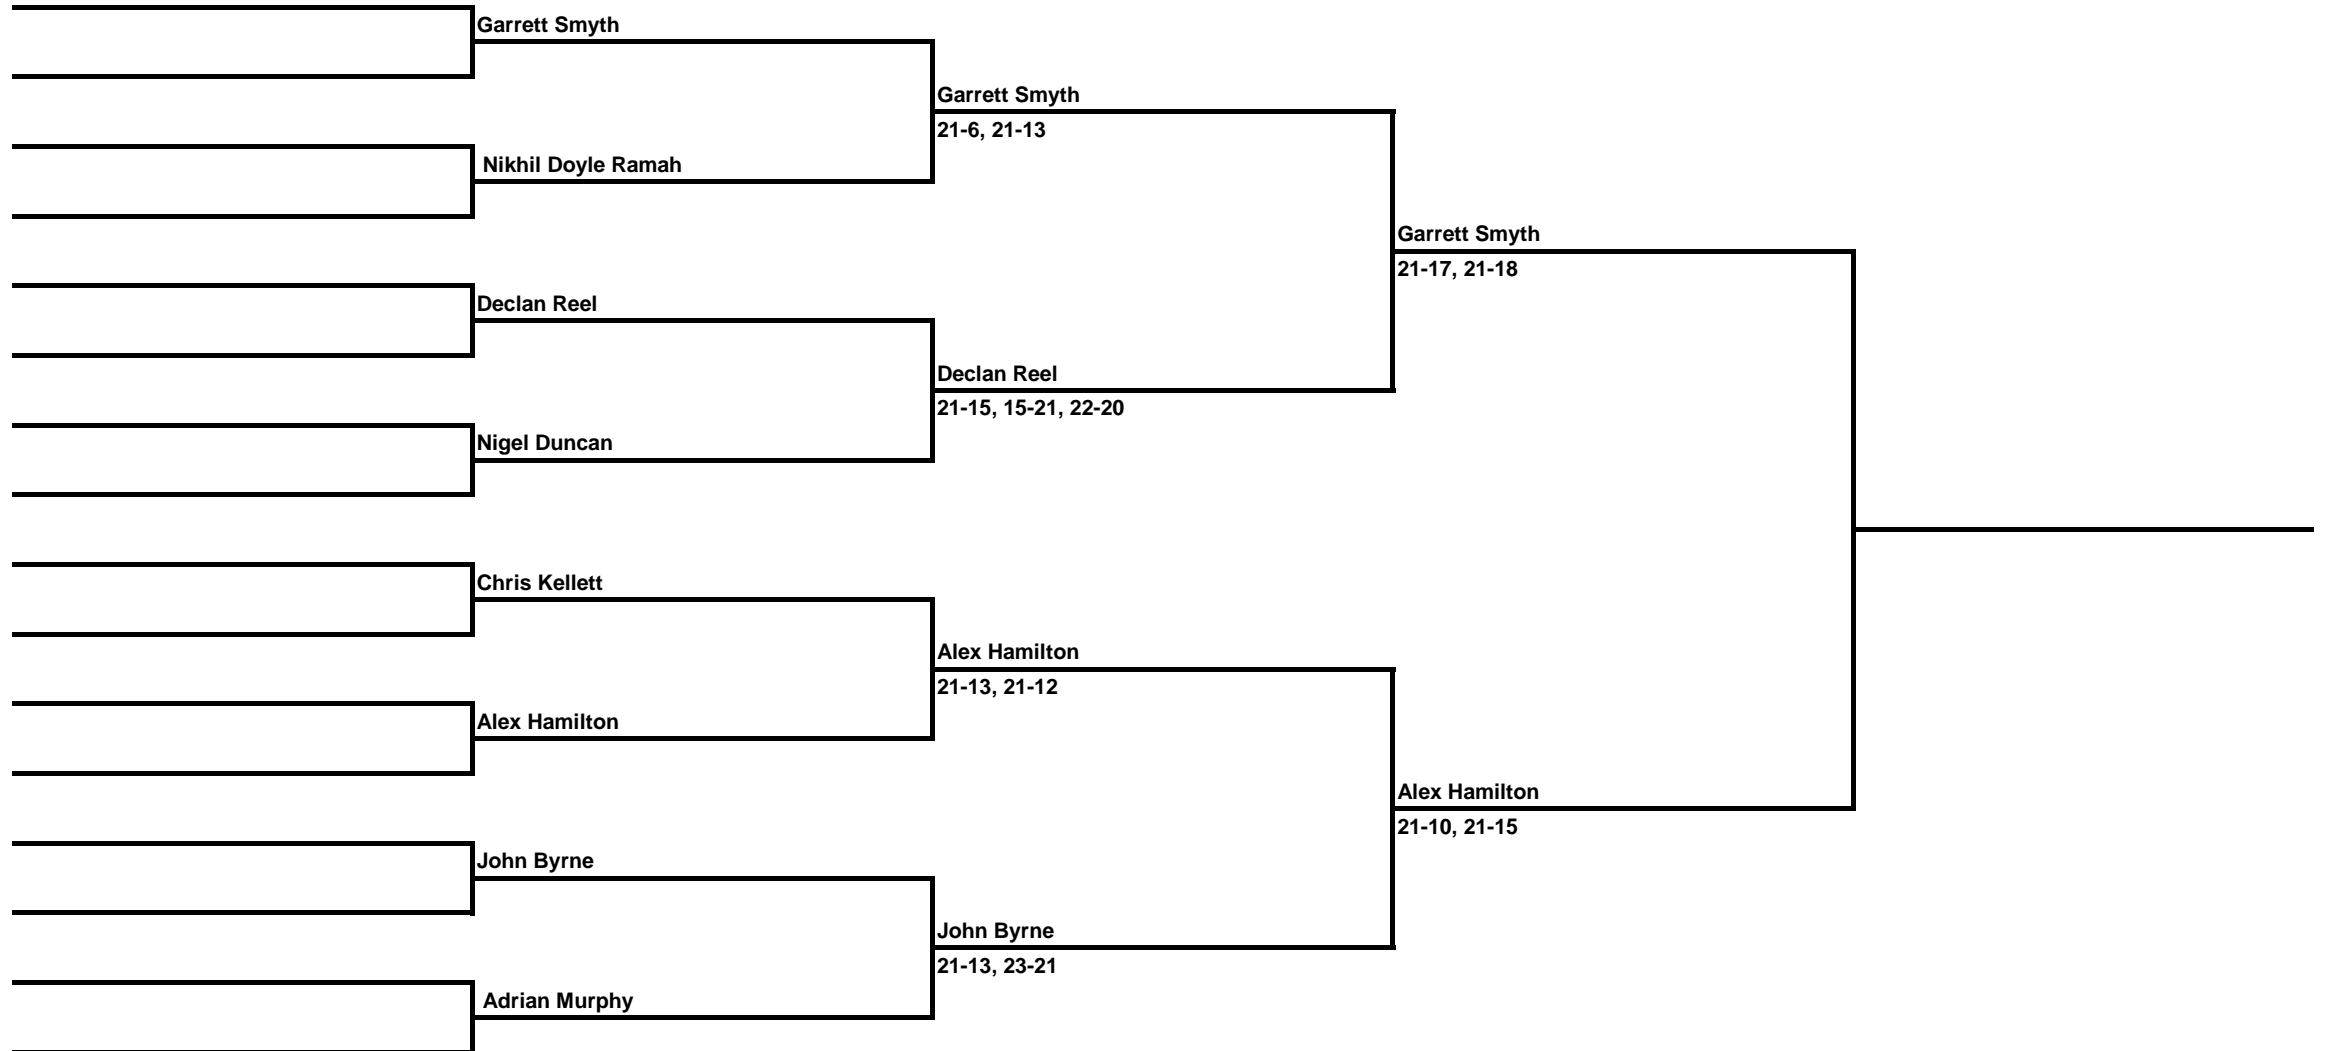 Garrett Smyth
Garrett Smyth
21-6, 21-13
Nikhil Doyle Ramah
Garrett Smyth
21-17, 21-18
Declan Reel
Declan Reel
21-15, 15-21, 22-20
Nigel Duncan
Chris Kellett
Alex Hamilton
21-13, 21-12
Alex Hamilton
Alex Hamilton
21-10, 21-15
John Byrne
John Byrne
21-13, 23-21
Adrian Murphy